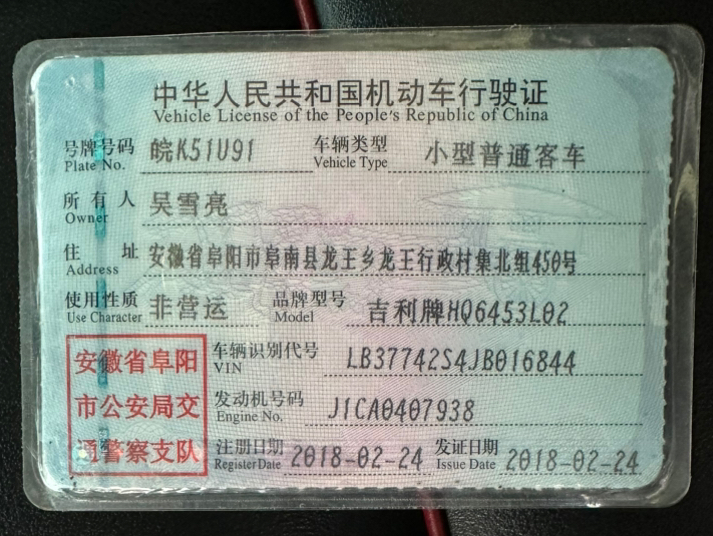 中华人民共和国机动车行驶证
Vehicle License of the People's Republic of China
号牌号码 皖K51U91 车辆类型 小型普通客车
Plate No. Vehicle Type
所有人 吴雪亮
Owner
住址 安徽省阜阳市阜南县龙王乡龙王行政村集北组450号
Address
使用性质 非营运 品牌型号 吉利牌HQ6453L02
Use Character Model
安徽省阜阳 车辆识别代号 LB37742S4JB016844
VIN
市公安局交 发动机号码 J1CA0407938
Engine No.
通警察支队 注册日期 2018-02-24 发证日期 2018-02-24
Register Date Issue Date